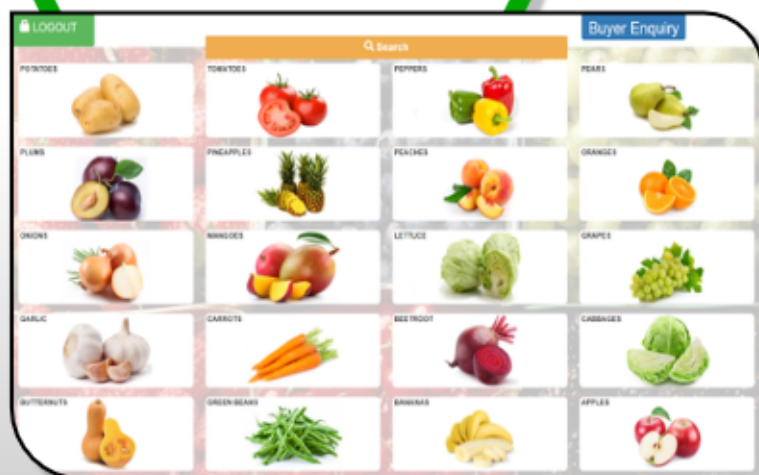 LOGOUT
Buyer Enquiry
Search
POTATOES
TOMATOES
PEPPERS
PEARS
PLUMS
PINEAPPLES
PEACHES
ORANGES
ONIONS
MANGOES
LETTUCE
GRAPES
GARLIC
CARROTS
BEETROOT
CABBAGES
BUTTERNUTS
GREEN BEANS
BANANAS
APPLES